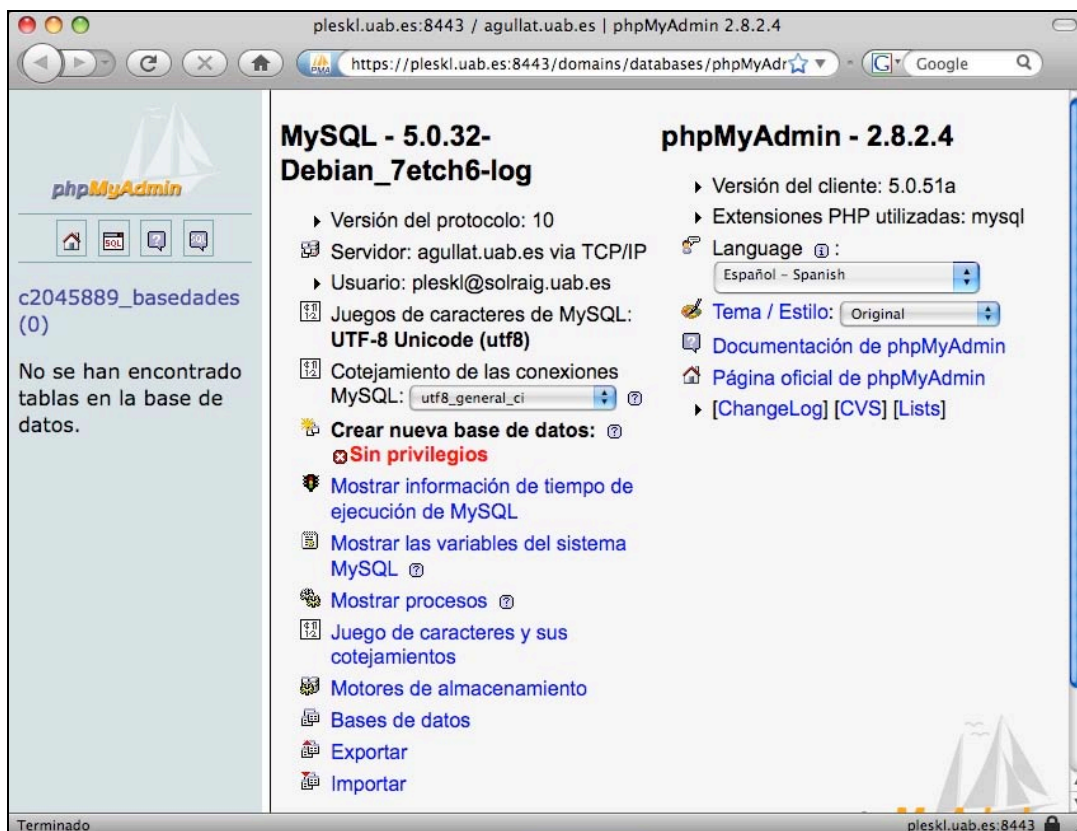 pleskl.uab.es:8443 / agullat.uab.es | phpMyAdmin 2.8.2.4
https://pleskl.uab.es:8443/domains/databases/phpMyAdr
Google
phpMyAdmin
SQL
c2045889_basedades
(0)
No se han encontrado
tablas en la base de
datos.
MySQL - 5.0.32-
Debian_7etch6-log
Versión del protocolo: 10
Servidor: agullat.uab.es via TCP/IP
Usuario: pleskl@solraig.uab.es
Juegos de caracteres de MySQL:
UTF-8 Unicode (utf8)
Cotejamiento de las conexiones
MySQL: utf8_general_ci
Crear nueva base de datos:
Sin privilegios
Mostrar información de tiempo de
ejecución de MySQL
Mostrar las variables del sistema
MySQL
Mostrar procesos
Juego de caracteres y sus
cotejamientos
Motores de almacenamiento
Bases de datos
Exportar
Importar
phpMyAdmin - 2.8.2.4
Versión del cliente: 5.0.51a
Extensiones PHP utilizadas: mysql
Language :
Español - Spanish
Tema / Estilo: Original
Documentación de phpMyAdmin
Página oficial de phpMyAdmin
[ChangeLog] [CVS] [Lists]
Terminado
pleskl.uab.es:8443